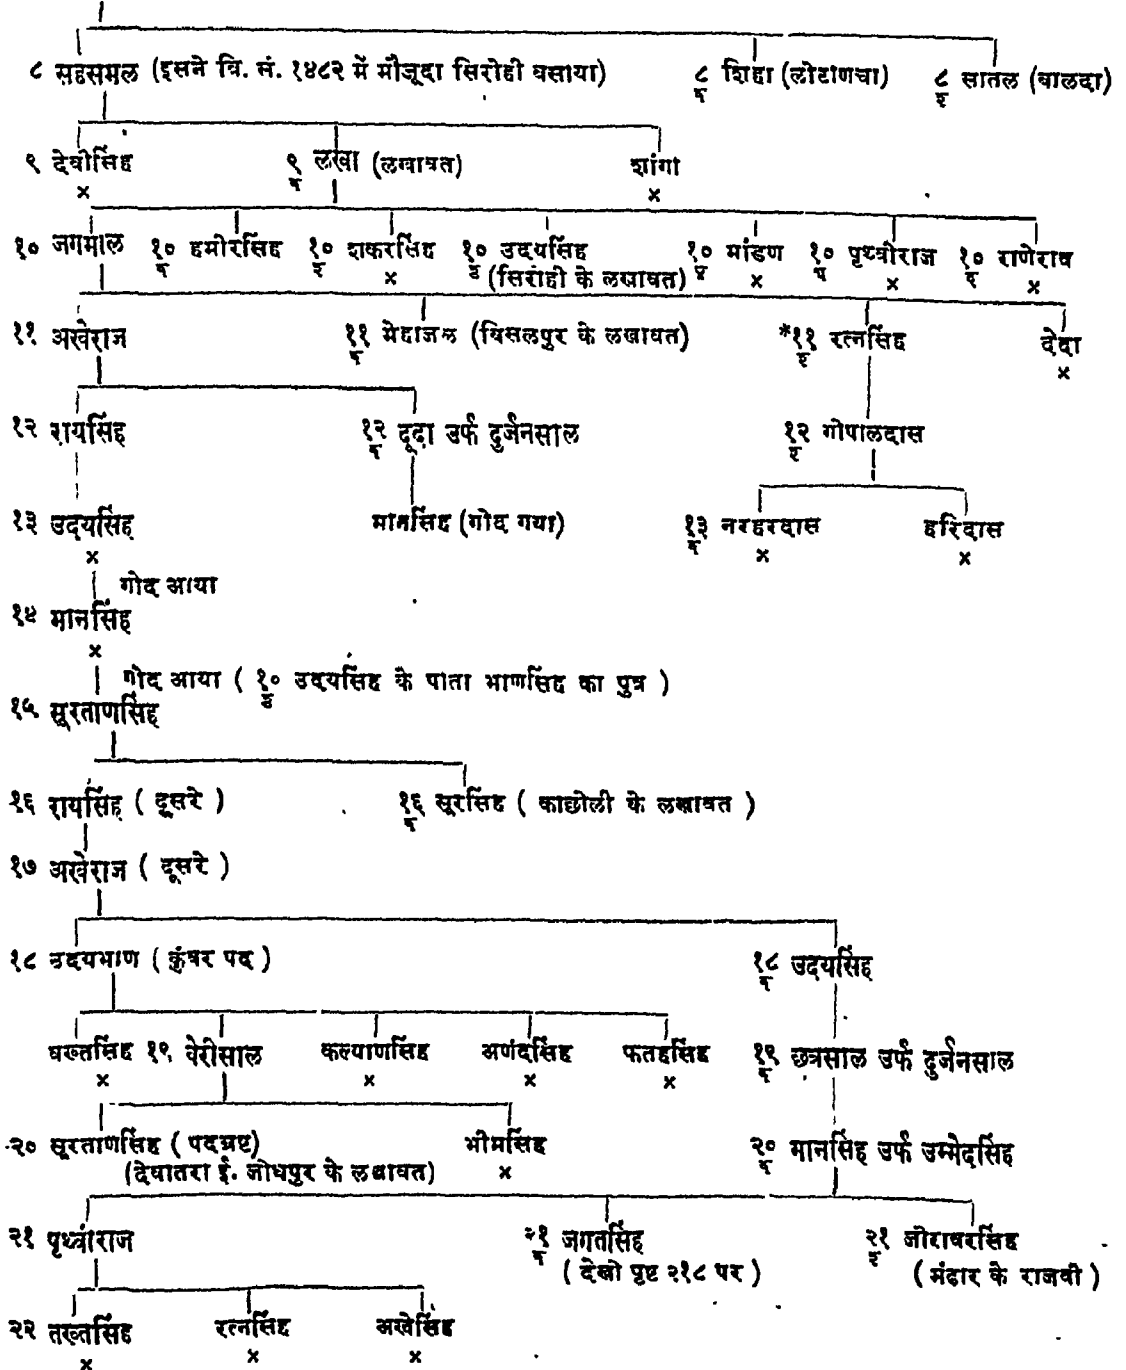 ८ सहसमल (इसने वि. सं. १४८२ में मौजूदा सिरोही वसाया) ८ व शिहा (लोटाणचा) ८ इ सातल (वालदा)
९ देवीसिंह ९ व लखा (लखावत) शांगा
× ×
१० जगमाल १० व हमीरसिंह १० इ शकरसिंह १० ई उदयसिंह १० मांडण १० पृथ्वीराज १० राणेराव
× (सिरोही के लखावत) × × ×
११ अखेराज ११ व मेहाजल (विसलपुर के लखावत) *११ इ रत्नसिंह देदा
×
१२ रायसिंह १२ व दूदा उर्फ दुर्जनसाल १२ इ गोपालदास
१३ उदयसिंह मानसिंह (गोद गया) १३ व नरहरदास हरिदास
× × ×
गोद आया
१४ मानसिंह
×
गोद आया ( १० ई उदयसिंह के पाता भाणसिंह का पुत्र )
१५ सूरताणसिंह
१६ रायसिंह ( दूसरे ) १६ व सूरसिंह ( काछोली के लखावत )
१७ अखेराज ( दूसरे )
१८ उदयभाण ( कुंवर पद ) १८ व उदयसिंह
वख्तसिंह १९ वेरीसाल कल्याणसिंह अणंदसिंह फतहसिंह १९ व छत्रसाल उर्फ दुर्जनसाल
× × × ×
२० सूरताणसिंह ( पदभ्रष्ट) भीमसिंह २० व मानसिंह उर्फ उम्मेदसिंह
(देवातरा ई. जोधपुर के लखावत) ×
२१ पृथ्वीराज २१ व जगतसिंह २१ इ जोरावरसिंह
( देखो पृष्ट २१८ पर ) (मंढार के राजवी )
२२ तख्तसिंह रत्नसिंह अखेसिंह
× × ×